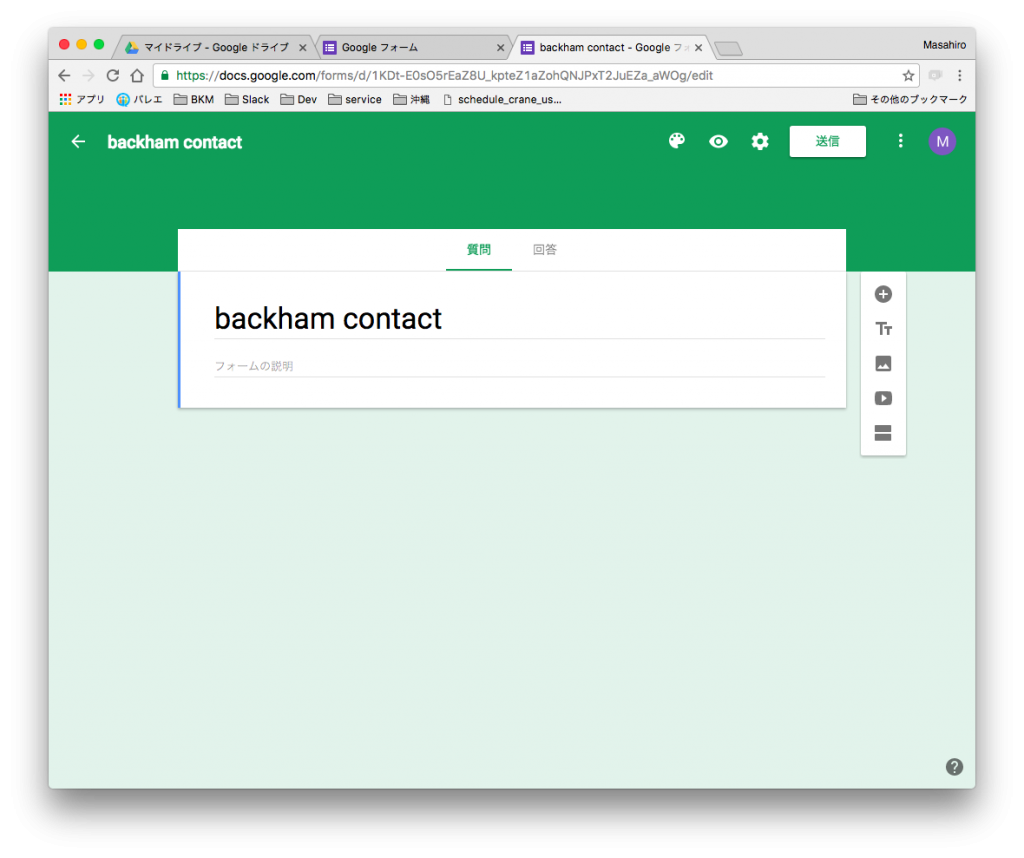 マイドライブ - Google ドライブ
Google フォーム
backham contact - Google フォ
Masahiro
https://docs.google.com/forms/d/1KDt-E0sO5rEaZ8U_kpteZ1aZohQNJPxT2JuEZa_aWOg/edit
アプリ
バレエ
BKM
Slack
Dev
service
沖縄
schedule_crane_us...
その他のブックマーク
backham contact
送信
M
質問
回答
backham contact
フォームの説明